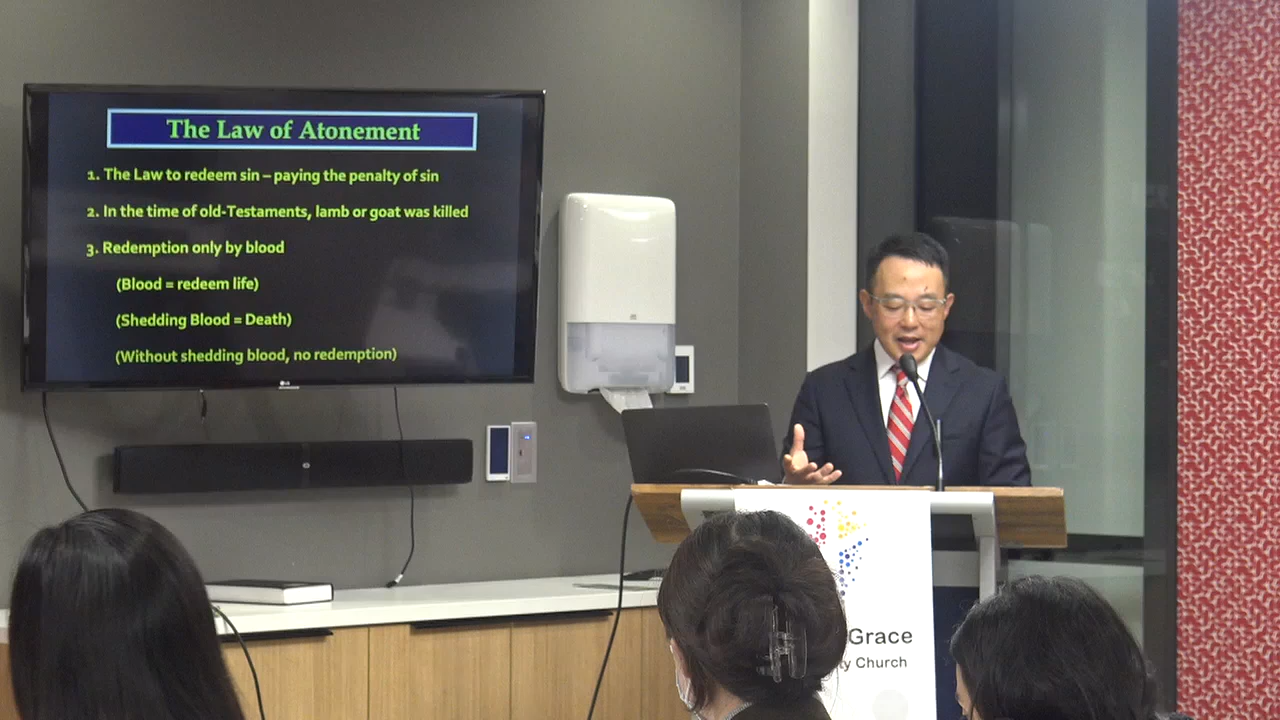 The Law of Atonement
1. The Law to redeem sin – paying the penalty of sin
2. In the time of old-Testaments, lamb or goat was killed
3. Redemption only by blood
(Blood = redeem life)
(Shedding Blood = Death)
(Without shedding blood, no redemption)
LG
Grace
ty Church